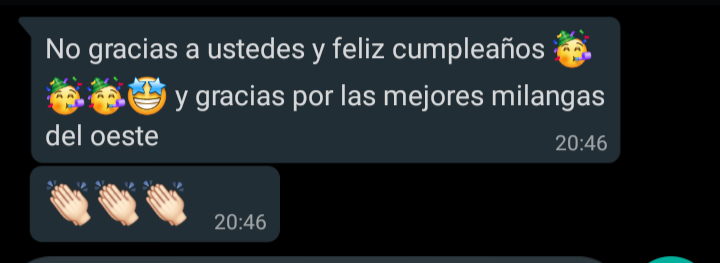 No gracias a ustedes y feliz cumpleaños 🥳
🥳🥳🤩 y gracias por las mejores milangas
del oeste
20:46
👏🏻👏🏻👏🏻
20:46